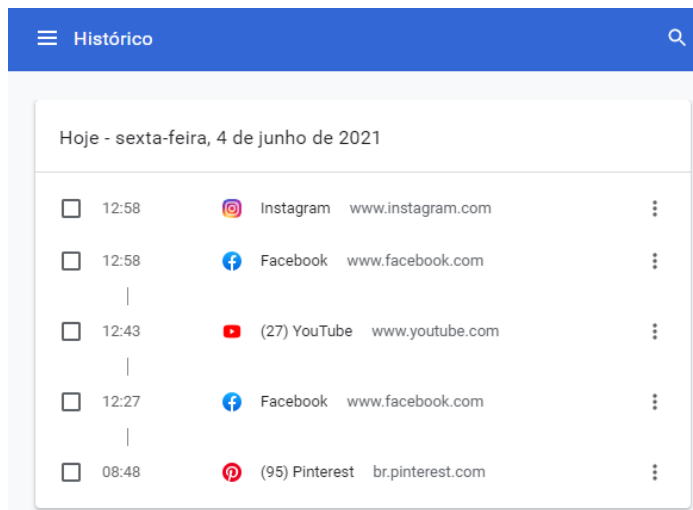 Histórico
Hoje - sexta-feira, 4 de junho de 2021
12:58 Instagram www.instagram.com
12:58 Facebook www.facebook.com
12:43 (27) YouTube www.youtube.com
12:27 Facebook www.facebook.com
08:48 (95) Pinterest br.pinterest.com